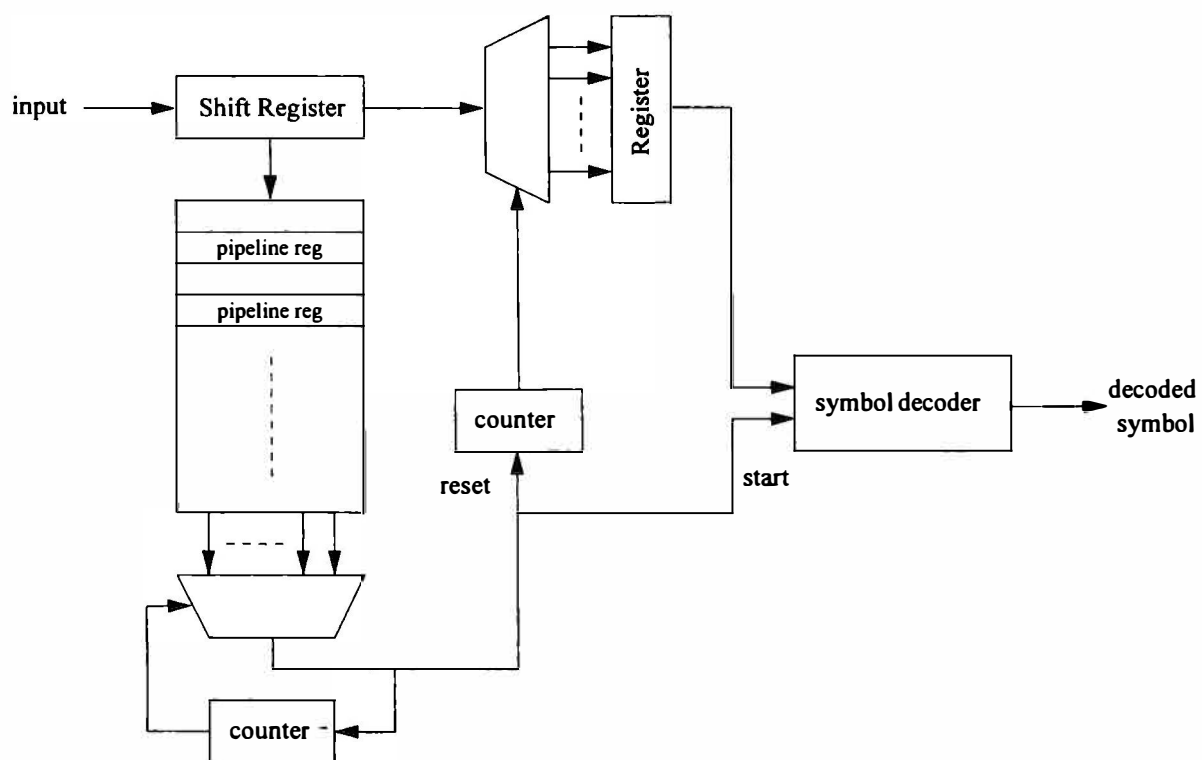 input
Shift Register
Register
pipeline reg
pipeline reg
counter
reset
start
symbol decoder
decoded
symbol
counter